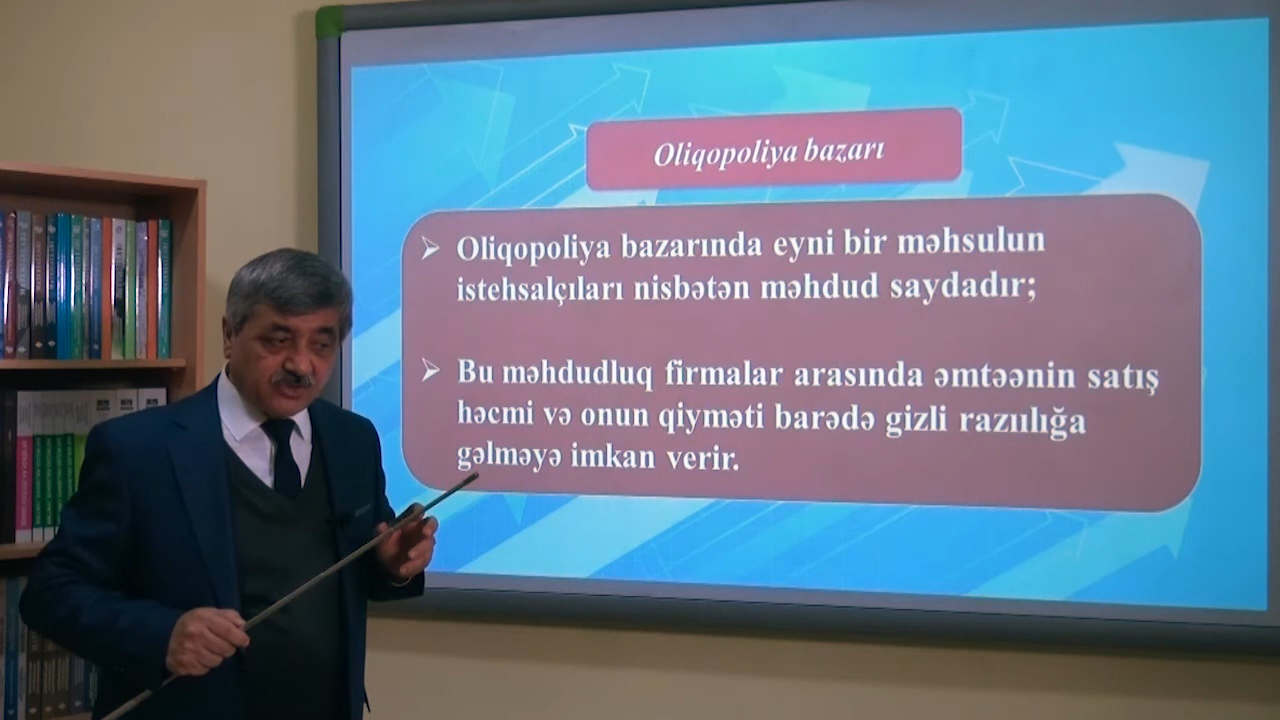 Oliqopoliya bazarı
➢ Oliqopoliya bazarında eyni bir məhsulun
istehsalçıları nisbətən məhdud saydadır;
➢ Bu məhdudluq firmalar arasında əmtəənin satış
həcmi və onun qiyməti barədə gizli razıılığa
gəlməyə imkan verir.